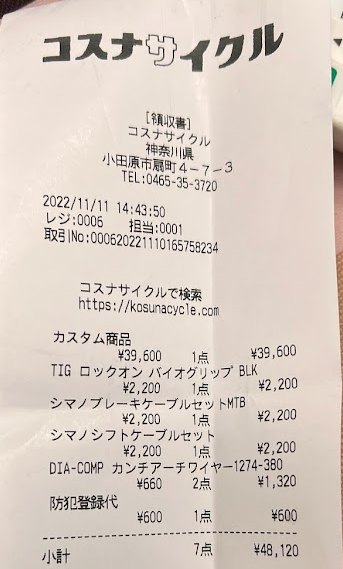 コスナサイクル
[領収書]
コスナサイクル
神奈川県
小田原市扇町4-7-3
TEL:0465-35-3720
2022/11/11 14:43:50
レジ:0006 担当:0001
取引No:000620221110165758234
コスナサイクルで検索
https://kosunacycle.com
カスタム商品
¥39,600 1点 ¥39,600
TIG ロックオン バイオグリップ BLK
¥2,200 1点 ¥2,200
シマノブレーキケーブルセットMTB
¥2,200 1点 ¥2,200
シマノシフトケーブルセット
¥2,200 1点 ¥2,200
DIA-COMP カンチアーチワイヤー1274-380
¥660 2点 ¥1,320
防犯登録代
¥600 1点 ¥600
小計 7点 ¥48,120